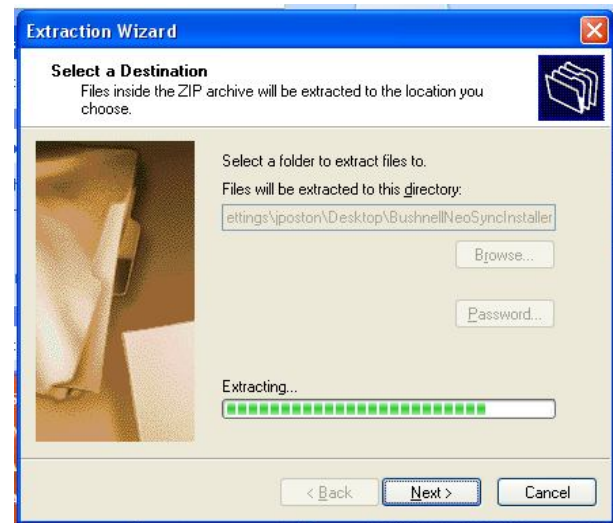 Extraction Wizard
Select a Destination
Files inside the ZIP archive will be extracted to the location you
choose.
Select a folder to extract files to.
Files will be extracted to this directory:
ettings\jposton\Desktop\BushnellNeoSyncInstaller
Browse...
Password...
Extracting...
< Back
Next >
Cancel